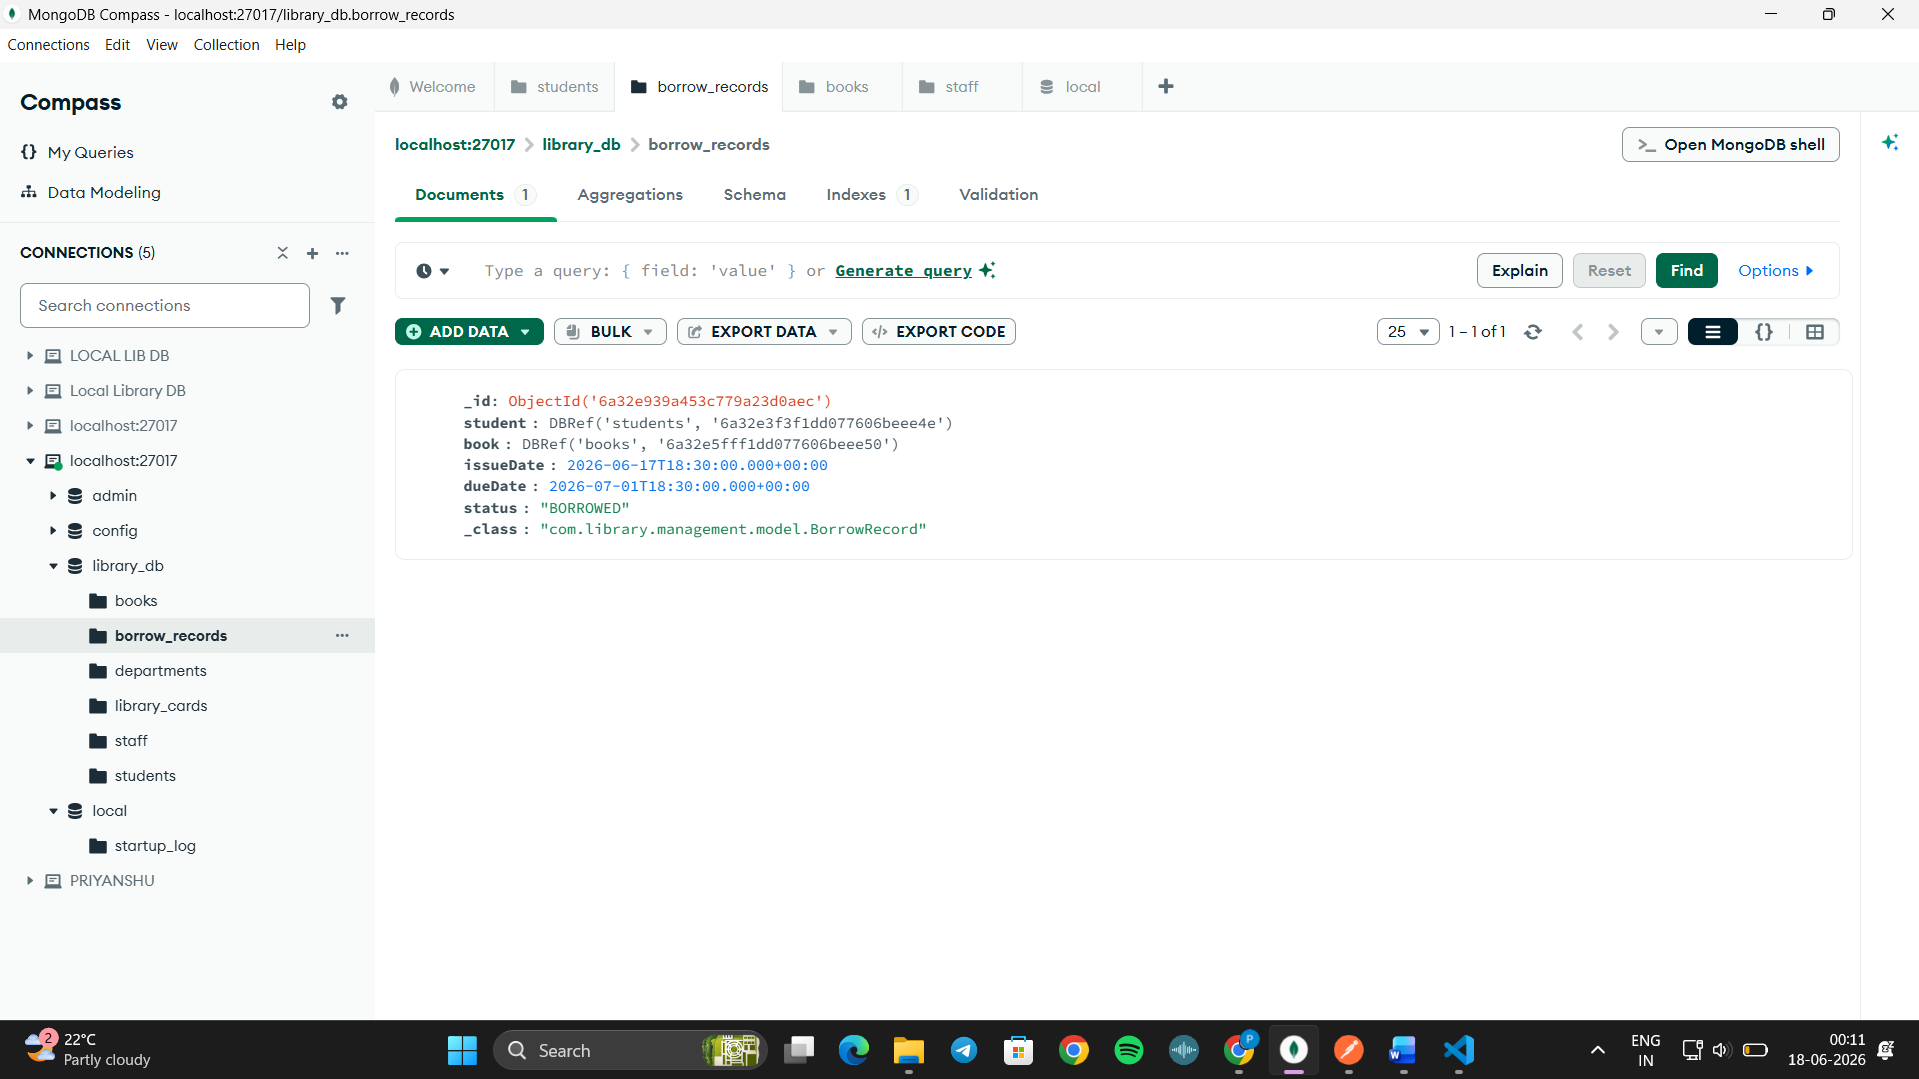 MongoDB Compass - localhost:27017/library_db.borrow_records
Connections Edit View Collection Help
Compass
My Queries
Data Modeling
CONNECTIONS (5)
Search connections
LOCAL LIB DB
Local Library DB
localhost:27017
localhost:27017
admin
config
library_db
books
borrow_records
departments
library_cards
staff
students
local
startup_log
PRIYANSHU
Welcome students borrow_records books staff local
localhost:27017 library_db borrow_records
>_ Open MongoDB shell
Documents 1 Aggregations Schema Indexes 1 Validation
Type a query: { field: 'value' } or Generate query
Explain Reset Find Options
ADD DATA BULK EXPORT DATA </> EXPORT CODE
25 1 – 1 of 1 {}
_id: ObjectId('6a32e939a453c779a23d0aec')
student : DBRef('students', '6a32e3f3f1dd077606beee4e')
book : DBRef('books', '6a32e5fff1dd077606beee50')
issueDate : 2026-06-17T18:30:00.000+00:00
dueDate : 2026-07-01T18:30:00.000+00:00
status : "BORROWED"
_class : "com.library.management.model.BorrowRecord"
2
22°C
Partly cloudy
Search
P
W
ENG
IN
00:11
18-06-2026